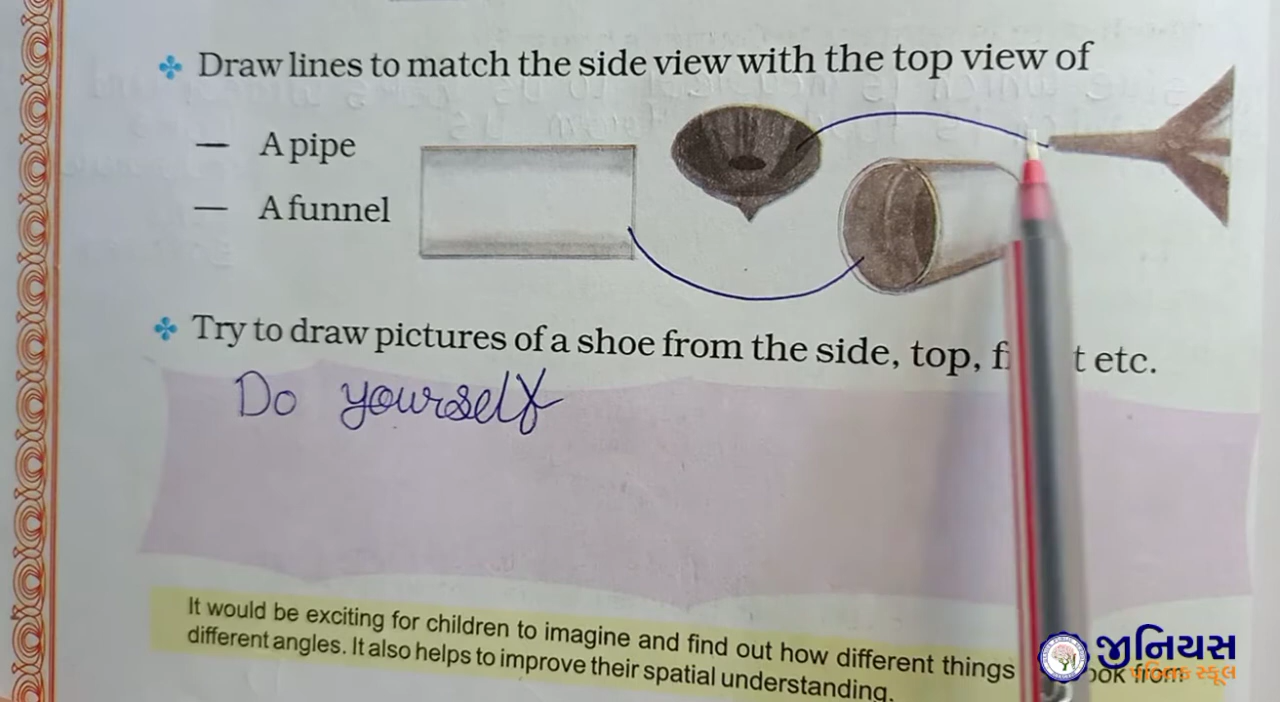 Draw lines to match the side view with the top view of
— A pipe
— A funnel
Try to draw pictures of a shoe from the side, top, f t etc.
Do yourself
It would be exciting for children to imagine and find out how different things ook from
different angles. It also helps to improve their spatial understanding.
જીનિયસ
પબ્લિક સ્કૂલ